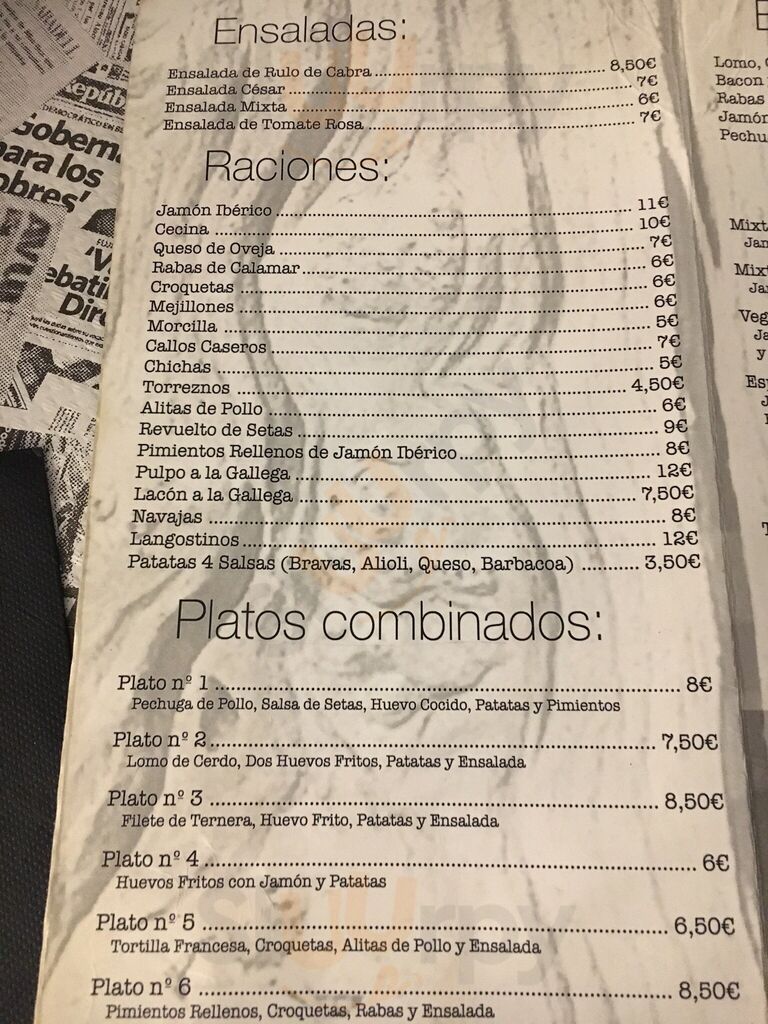 Ensaladas:
Ensalada de Rulo de Cabra 8,50€
Ensalada César 7€
Ensalada Mixta 6€
Ensalada de Tomate Rosa 7€
Raciones:
Jamón Ibérico 11€
Cecina 10€
Queso de Oveja 7€
Rabas de Calamar 6€
Croquetas 6€
Mejillones 6€
Morcilla 5€
Callos Caseros 7€
Chichas 5€
Torreznos 4,50€
Alitas de Pollo 6€
Revuelto de Setas 9€
Pimientos Rellenos de Jamón Ibérico 8€
Pulpo a la Gallega 12€
Lacón a la Gallega 7,50€
Navajas 8€
Langostinos 12€
Patatas 4 Salsas (Bravas, Alioli, Queso, Barbacoa) 3,50€
Platos combinados:
Plato nº 1 8€
Pechuga de Pollo, Salsa de Setas, Huevo Cocido, Patatas y Pimientos
Plato nº 2 7,50€
Lomo de Cerdo, Dos Huevos Fritos, Patatas y Ensalada
Plato nº 3 8,50€
Filete de Ternera, Huevo Frito, Patatas y Ensalada
Plato nº 4 6€
Huevos Fritos con Jamón y Patatas
Plato nº 5 6,50€
Tortilla Francesa, Croquetas, Alitas de Pollo y Ensalada
Plato nº 6 8,50€
Pimientos Rellenos, Croquetas, Rabas y Ensalada
Lomo,
Bacon
Rabas
Jamón
Pechu
Mixt
Jam
Mixt
Ja
Veg
Ja
y
Es
para los
obres'